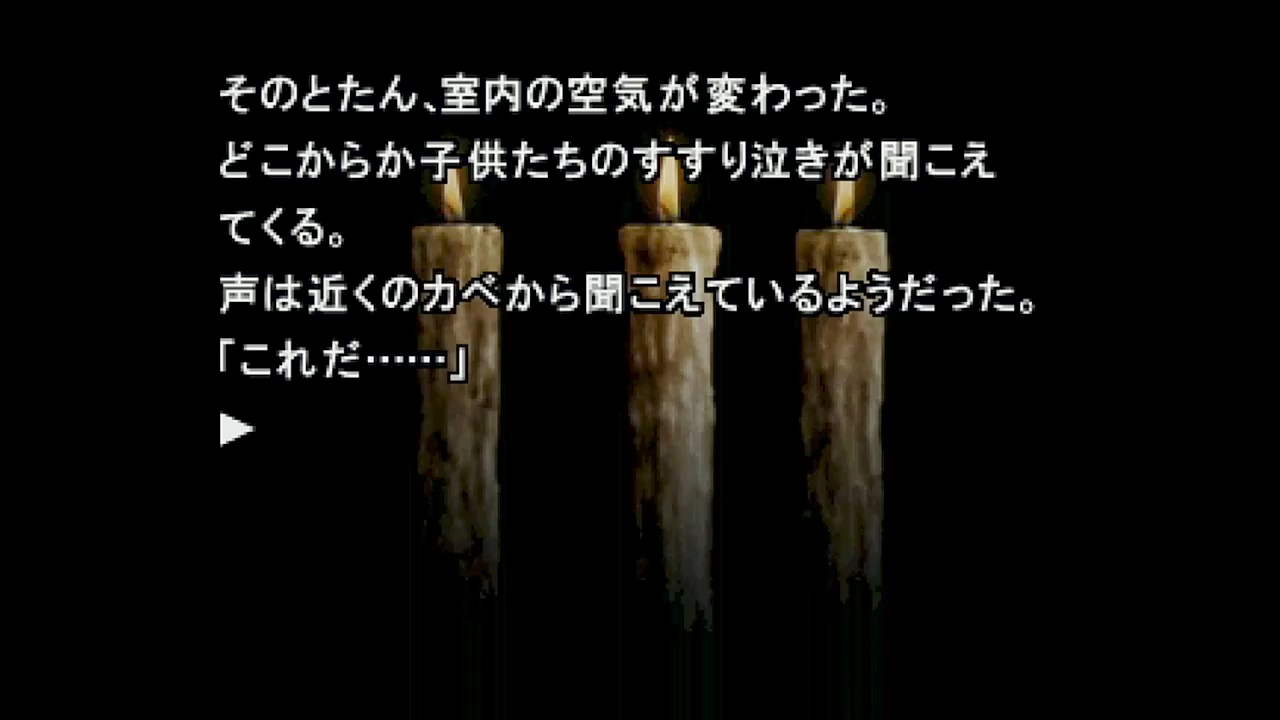 そのとたん、室内の空気が変わった。
どこからか子供たちのすすり泣きが聞こえ
てくる。
声は近くのカベから聞こえているようだった。
「これだ……」
▶